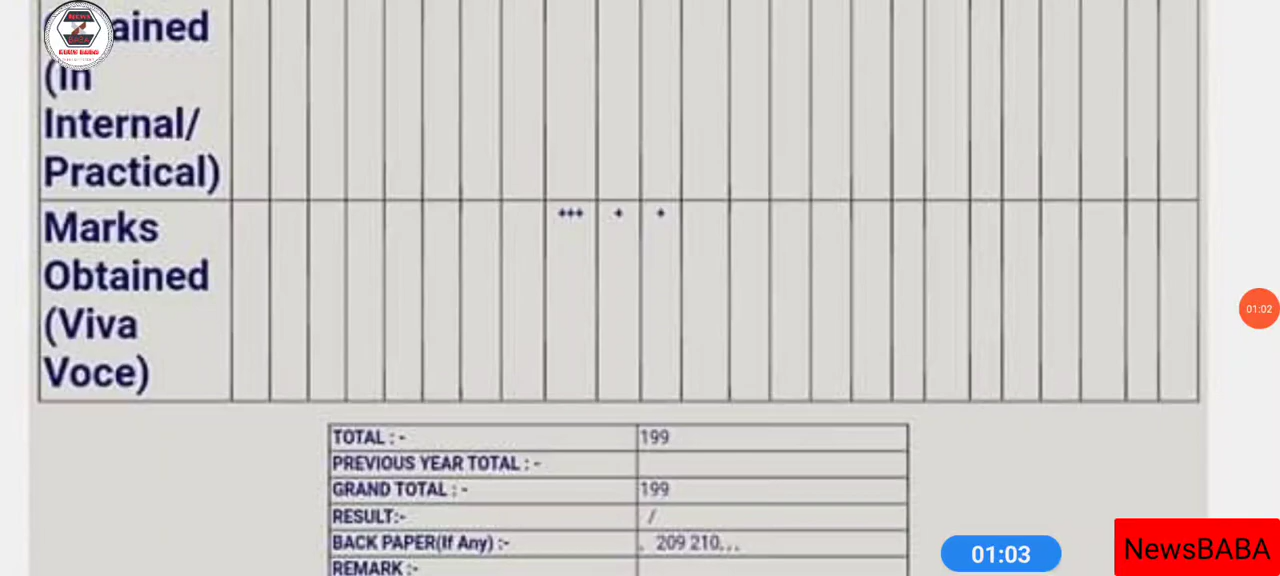 NEWS
ained
(In
Internal/
Practical)
Marks
Obtained
(Viva
Voce)
+++ + +
TOTAL : - 199
PREVIOUS YEAR TOTAL : -
GRAND TOTAL : - 199
RESULT:- /
BACK PAPER(If Any) :- , 209 210,,,
REMARK :-
01:02
01:03
NewsBABA